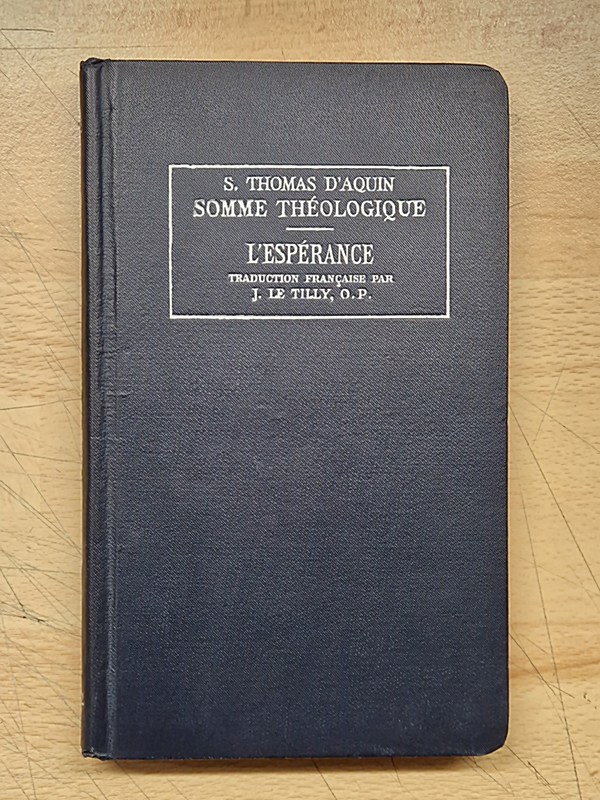 S. THOMAS D'AQUIN
SOMME THÉOLOGIQUE
L'ESPÉRANCE
TRADUCTION FRANÇAISE PAR
J. LE TILLY, O.P.